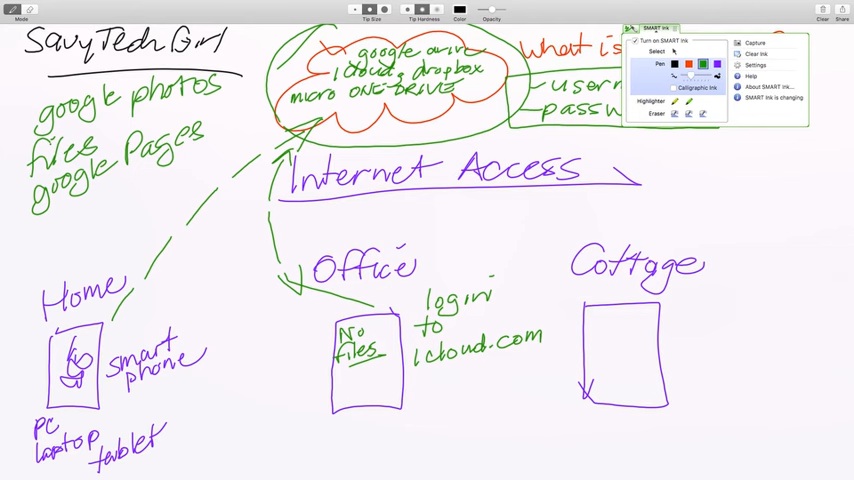 Mode
Tip Size
Tip Hardness
Color
Opacity
Clear
Share
SavyTechGirl
google photos
files
google Pages
google drive
icloud, dropbox
micro ONE-DRIVE
what is
- user
- passw
SMART Ink
Turn on SMART Ink
Select
Pen
Calligraphic Ink
Highlighter
Eraser
Capture
Clear Ink
Settings
Help
About SMART Ink...
SMART Ink is changing
Internet Access
Home
smart
phone
PC
laptop
tablet
Office
No
files
login
to
icloud.com
Cottage